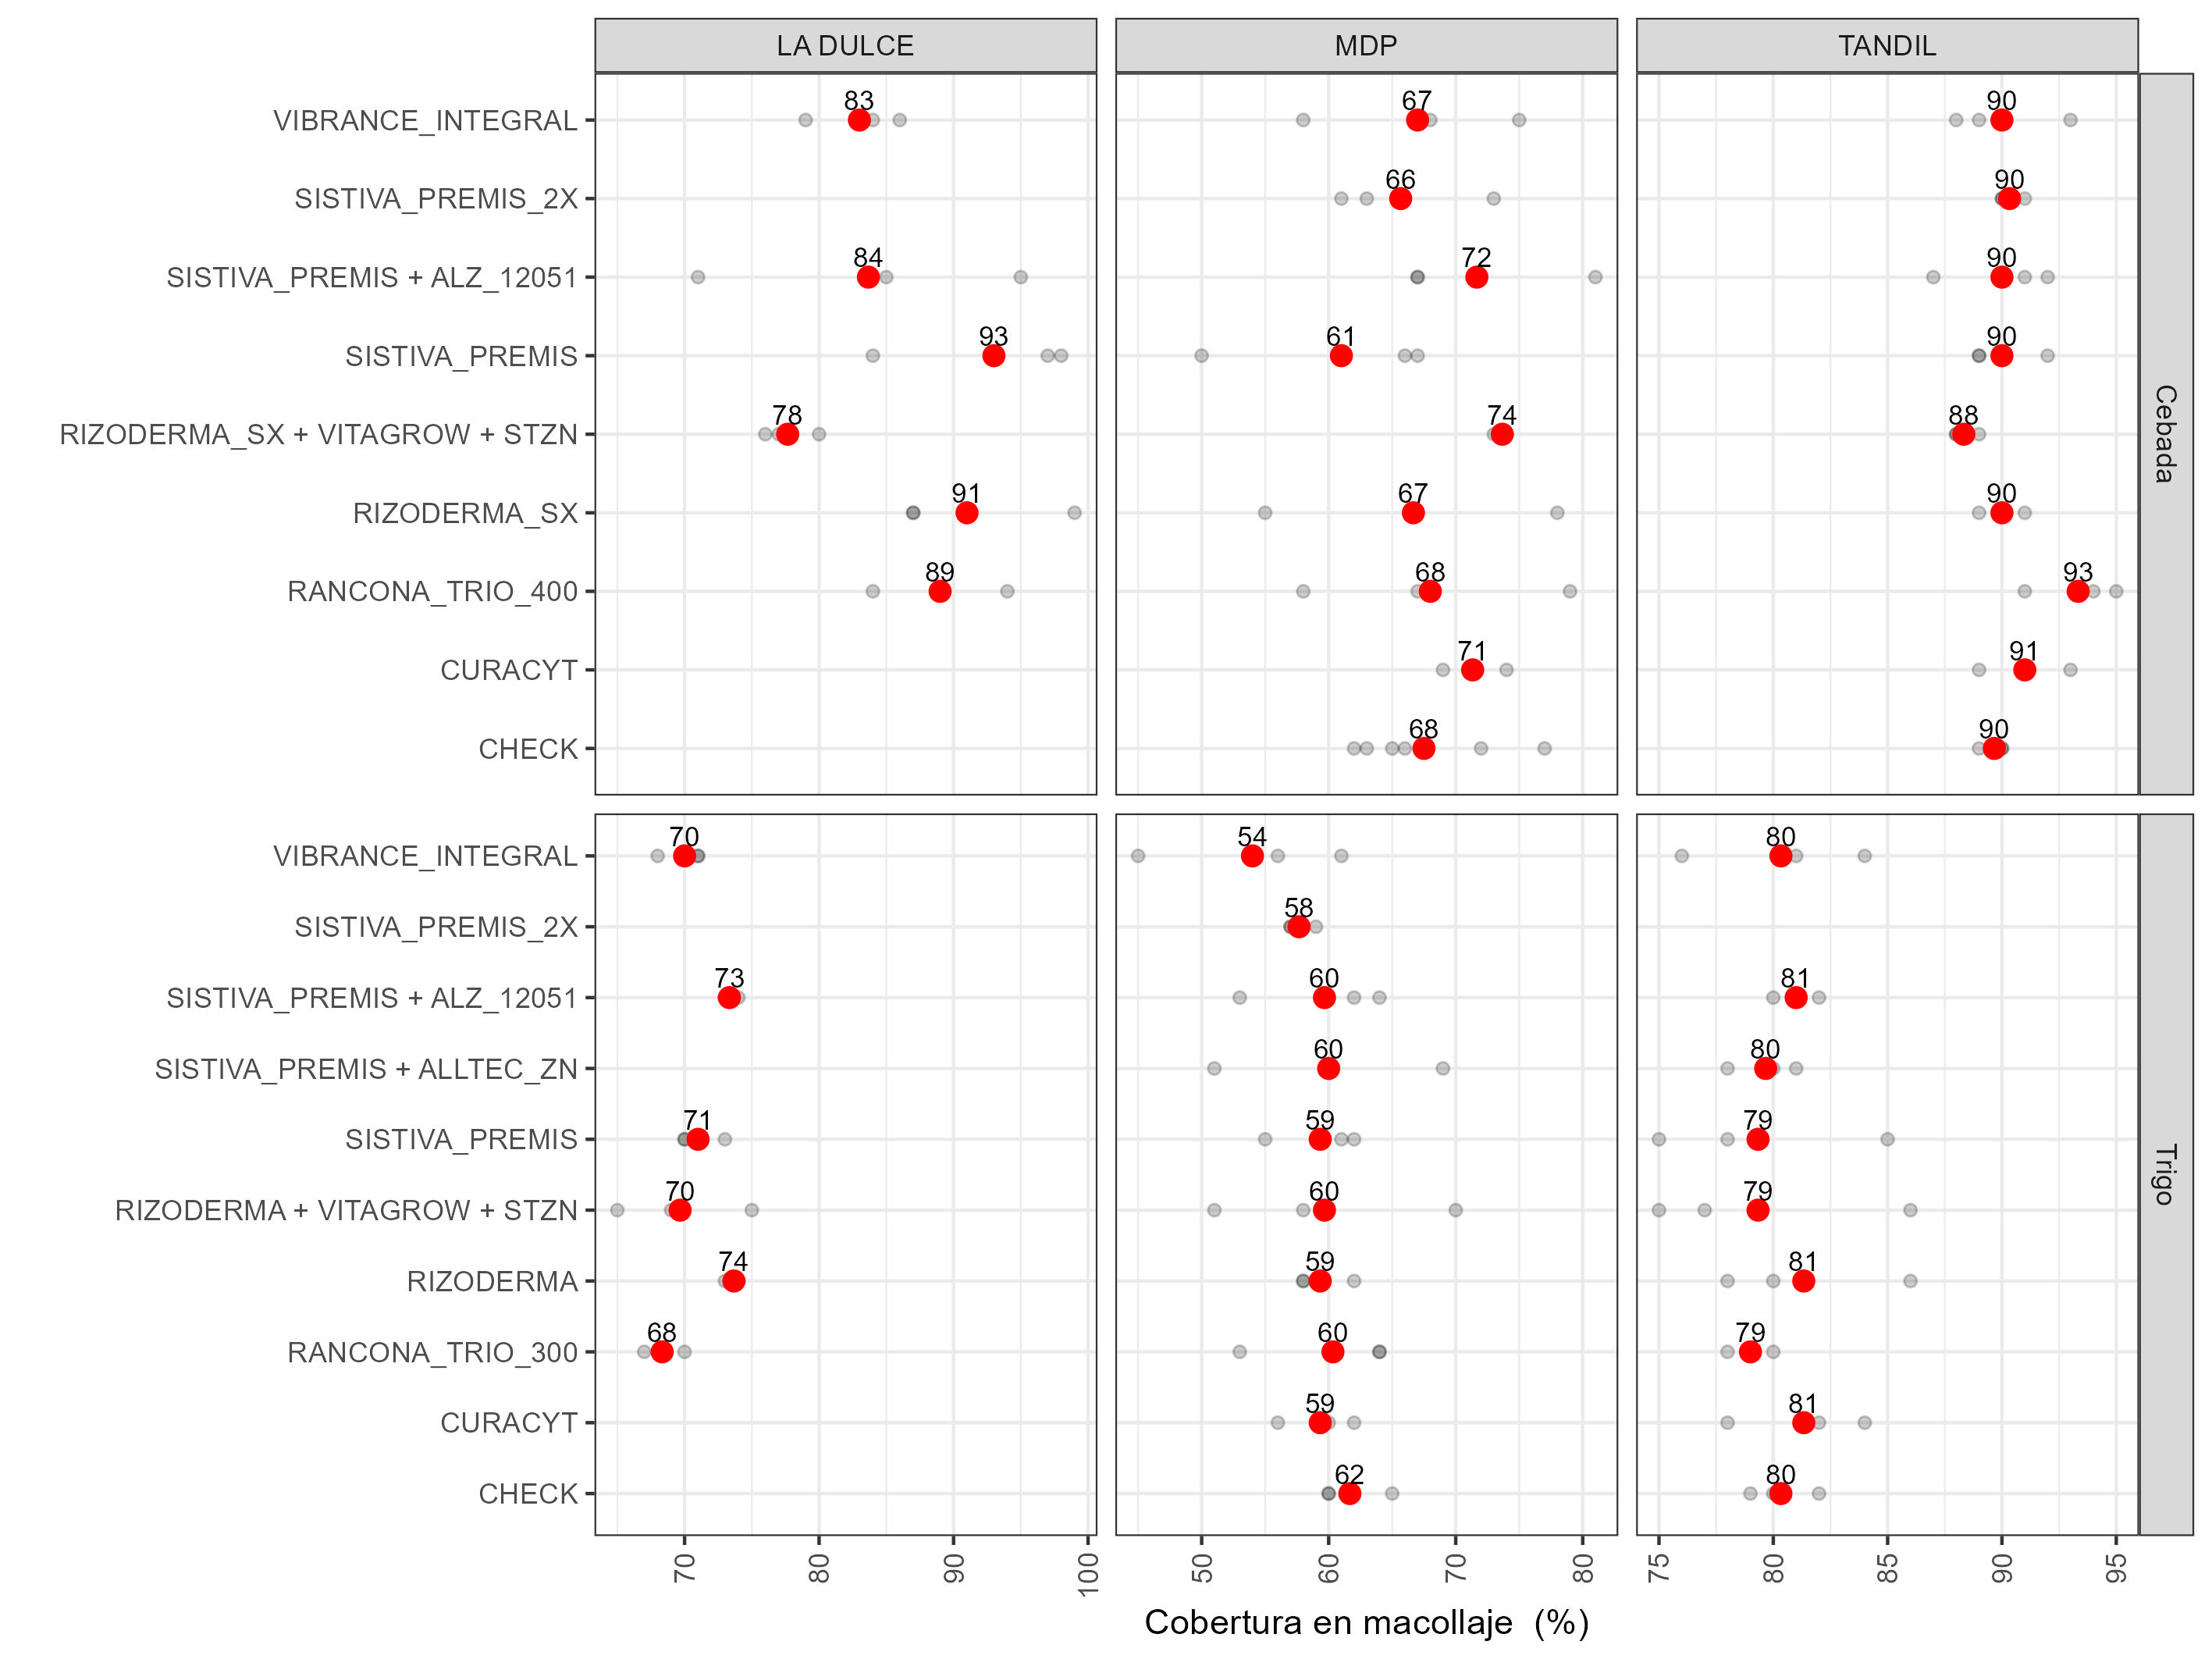 LA DULCE MDP TANDIL
VIBRANCE_INTEGRAL 83 67 90
SISTIVA_PREMIS_2X 66 90
SISTIVA_PREMIS + ALZ_12051 84 72 90
SISTIVA_PREMIS 93 61 90
RIZODERMA_SX + VITAGROW + STZN 78 74 88
RIZODERMA_SX 91 67 90
RANCONA_TRIO_400 89 68 93
CURACYT 71 91
CHECK 68 90
Cebada
VIBRANCE_INTEGRAL 70 54 80
SISTIVA_PREMIS_2X 58
SISTIVA_PREMIS + ALZ_12051 73 60 81
SISTIVA_PREMIS + ALLTEC_ZN 60 80
SISTIVA_PREMIS 71 59 79
RIZODERMA + VITAGROW + STZN 70 60 79
RIZODERMA 74 59 81
RANCONA_TRIO_300 68 60 79
CURACYT 59 81
CHECK 62 80
Trigo
70 80 90 100 50 60 70 80 75 80 85 90 95
Cobertura en macollaje (%)